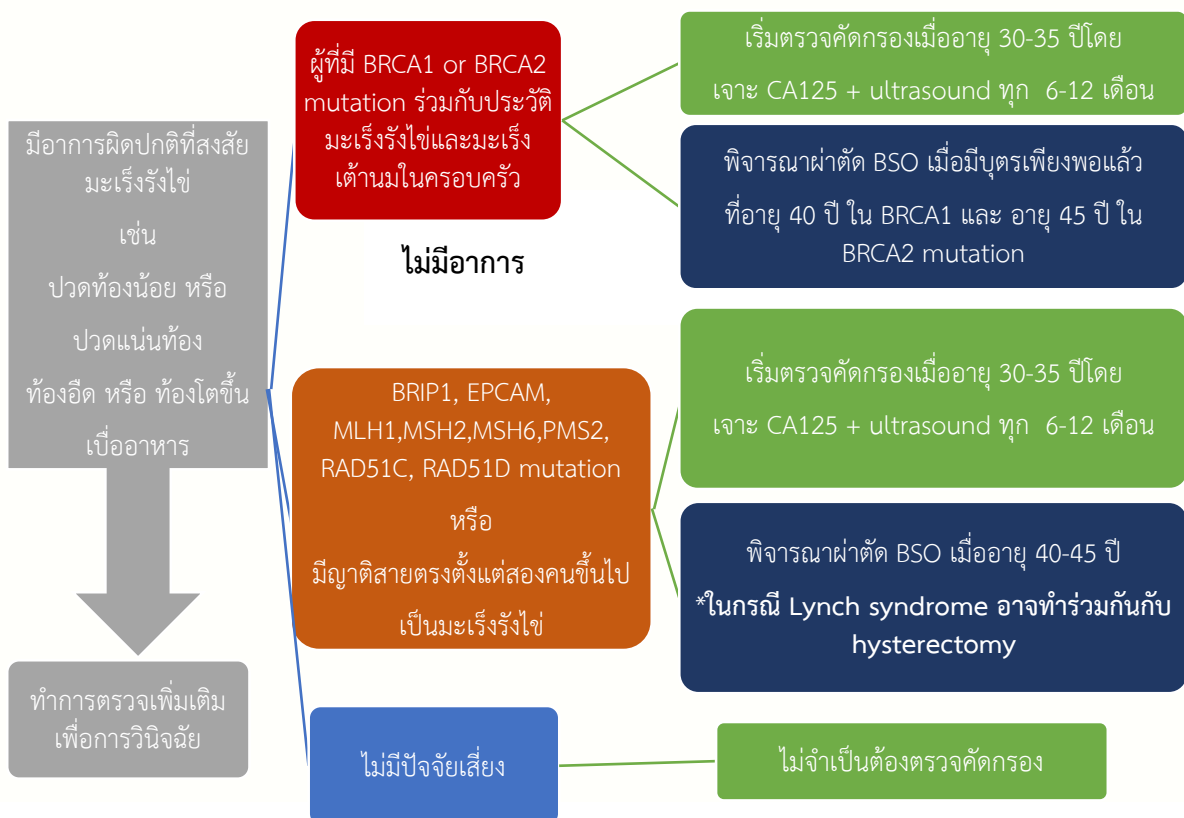 มีอาการผิดปกติที่สงสัย
มะเร็งรังไข่
เช่น
ปวดท้องน้อย หรือ
ปวดแน่นท้อง
ท้องอืด หรือ ท้องโตขึ้น
เบื่ออาหาร
ทำการตรวจเพิ่มเติม
เพื่อการวินิจฉัย
ผู้ที่มี BRCA1 or BRCA2
mutation ร่วมกับประวัติ
มะเร็งรังไข่และมะเร็ง
เต้านมในครอบครัว
เริ่มตรวจคัดกรองเมื่ออายุ 30-35 ปีโดย
เจาะ CA125 + ultrasound ทุก 6-12 เดือน
พิจารณาผ่าตัด BSO เมื่อมีบุตรเพียงพอแล้ว
ที่อายุ 40 ปี ใน BRCA1 และ อายุ 45 ปี ใน
BRCA2 mutation
ไม่มีอาการ
BRIP1, EPCAM,
MLH1,MSH2,MSH6,PMS2,
RAD51C, RAD51D mutation
หรือ
มีญาติสายตรงตั้งแต่สองคนขึ้นไป
เป็นมะเร็งรังไข่
เริ่มตรวจคัดกรองเมื่ออายุ 30-35 ปีโดย
เจาะ CA125 + ultrasound ทุก 6-12 เดือน
พิจารณาผ่าตัด BSO เมื่ออายุ 40-45 ปี
*ในกรณี Lynch syndrome อาจทำร่วมกันกับ
hysterectomy
ไม่มีปัจจัยเสี่ยง
ไม่จำเป็นต้องตรวจคัดกรอง